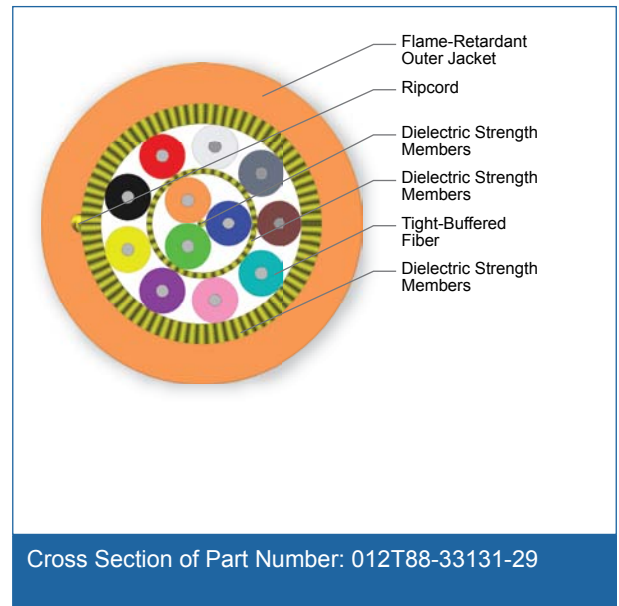 Flame-Retardant
Outer Jacket
Ripcord
Dielectric Strength
Members
Dielectric Strength
Members
Tight-Buffered
Fiber
Dielectric Strength
Members
Cross Section of Part Number: 012T88-33131-29